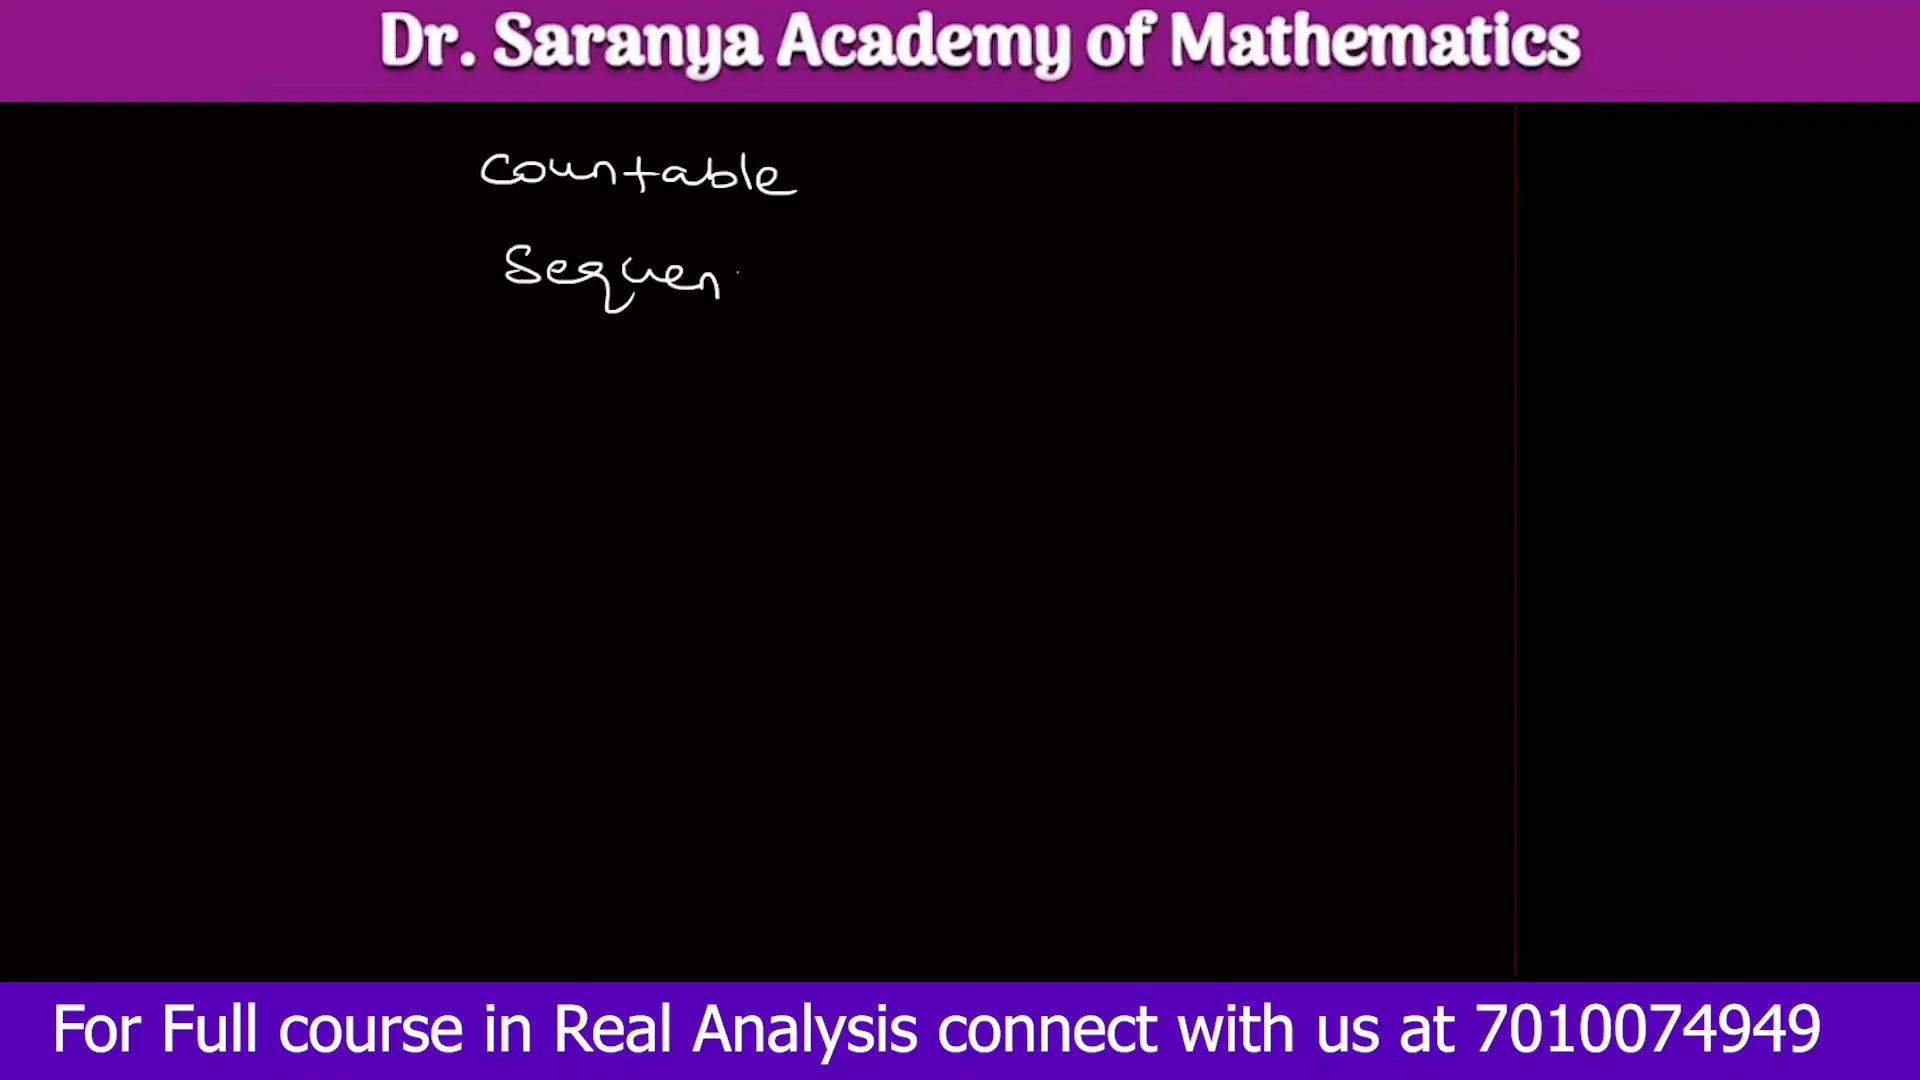 Dr. Saranya Academy of Mathematics
Countable
Sequen
For Full course in Real Analysis connect with us at 7010074949